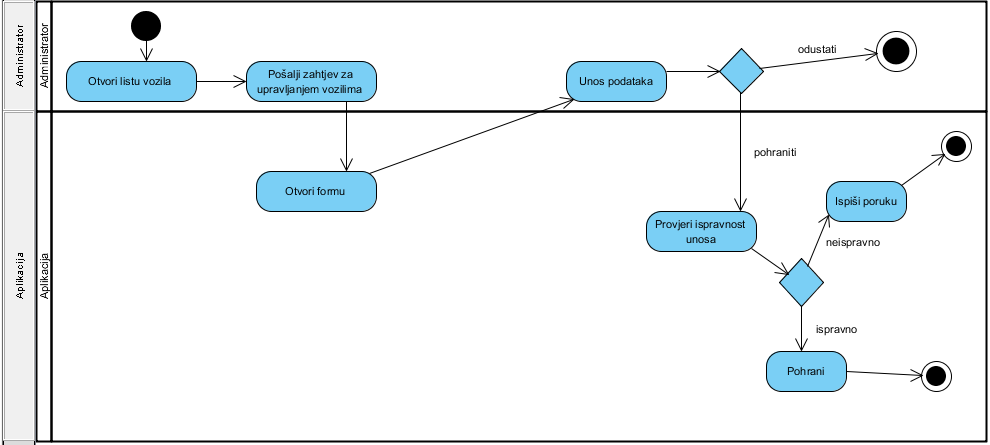 Administrator
Administrator
Otvori listu vozila
Pošalji zahtjev za
upravljanjem vozilima
Unos podataka
odustati
Aplikacija
Aplikacija
Otvori formu
pohraniti
Provjeri ispravnost
unosa
Ispiši poruku
neispravno
ispravno
Pohrani